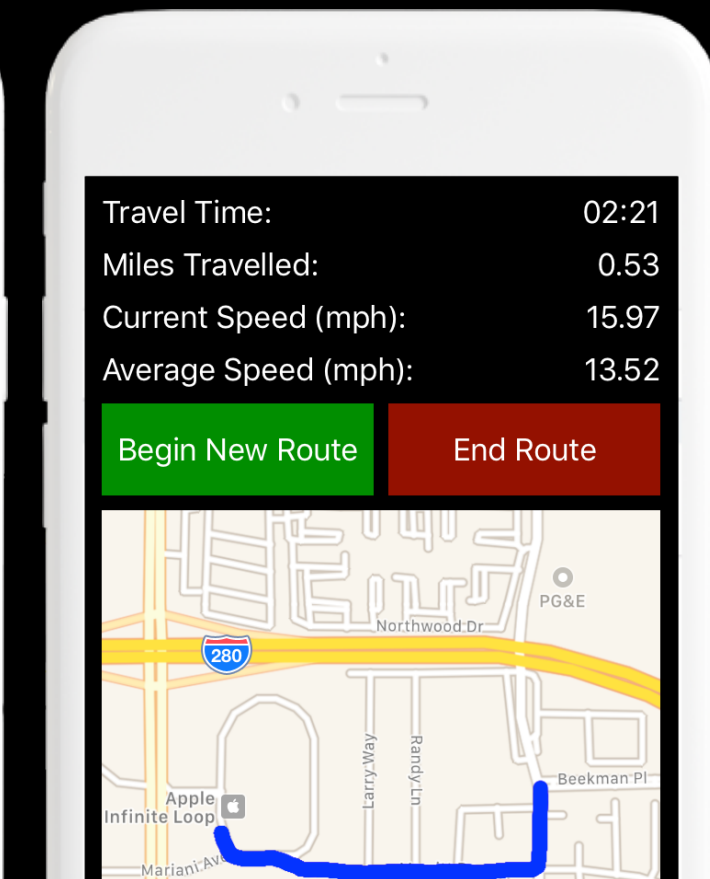 Travel Time: 02:21
Miles Travelled: 0.53
Current Speed (mph): 15.97
Average Speed (mph): 13.52
Begin New Route End Route
PG&E
Northwood Dr
280
Larry Way
Randy Ln
Beekman Pl
Apple
Infinite Loop
Mariani Ave